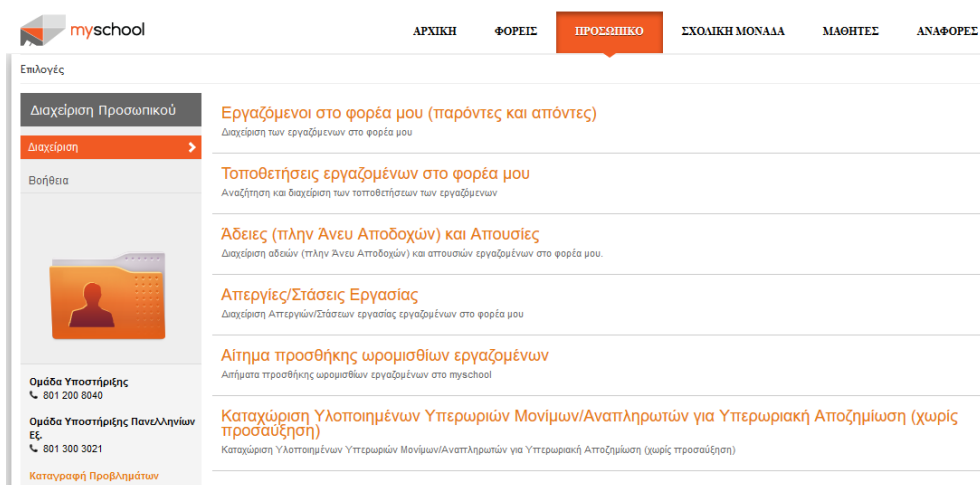 myschool
ΑΡΧΙΚΗ ΦΟΡΕΙΣ ΠΡΟΣΩΠΙΚΟ ΣΧΟΛΙΚΗ ΜΟΝΑΔΑ ΜΑΘΗΤΕΣ ΑΝΑΦΟΡΕΣ
Επιλογές
Διαχείριση Προσωπικού
Διαχείριση
Βοήθεια
Ομάδα Υποστήριξης
801 200 8040
Ομάδα Υποστήριξης Πανελληνίων
Εξ.
801 300 3021
Καταγραφή Προβλημάτων
Εργαζόμενοι στο φορέα μου (παρόντες και απόντες)
Διαχείριση των εργαζόμενων στο φορέα μου
Τοποθετήσεις εργαζομένων στο φορέα μου
Αναζήτηση και διαχείριση των τοποθετήσεων των εργαζόμενων
Άδειες (πλην Άνευ Αποδοχών) και Απουσίες
Διαχείριση αδειών (πλην Άνευ Αποδοχών) και απουσιών εργαζομένων στο φορέα μου.
Απεργίες/Στάσεις Εργασίας
Διαχείριση Απεργιών/Στάσεων εργασίας εργαζομένων στο φορέα μου
Αίτημα προσθήκης ωρομισθίων εργαζομένων
Αιτήματα προσθήκης ωρομισθίων εργαζομένων στο myschool
Καταχώριση Υλοποιημένων Υπερωριών Μονίμων/Αναπληρωτών για Υπερωριακή Αποζημίωση (χωρίς
προσαύξηση)
Καταχώριση Υλοποιημένων Υπερωριών Μονίμων/Αναπληρωτών για Υπερωριακή Αποζημίωση (χωρίς προσαύξηση)